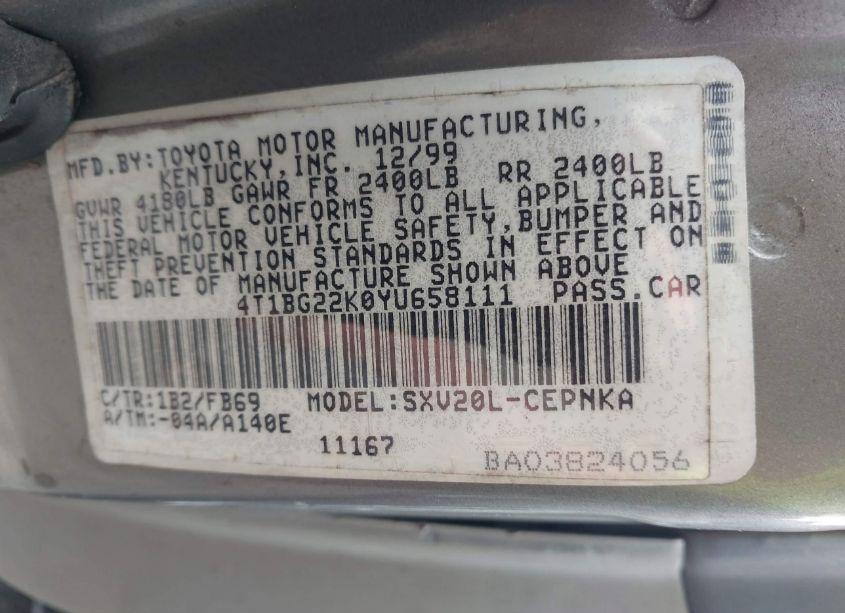 MFD.BY:TOYOTA MOTOR MANUFACTURING,
KENTUCKY,INC. 12/99
GVWR 4180LB GAWR FR 2400LB RR 2400LB
THIS VEHICLE CONFORMS TO ALL APPLICABLE
FEDERAL MOTOR VEHICLE SAFETY,BUMPER AND
THEFT PREVENTION STANDARDS IN EFFECT ON
THE DATE OF MANUFACTURE SHOWN ABOVE
4T1BG22K0YU658111 PASS.CAR
C/TR:1B2/FB69 MODEL:SXV20L-CEPNKA
A/TM:-04A/A140E
11167
BA03824056